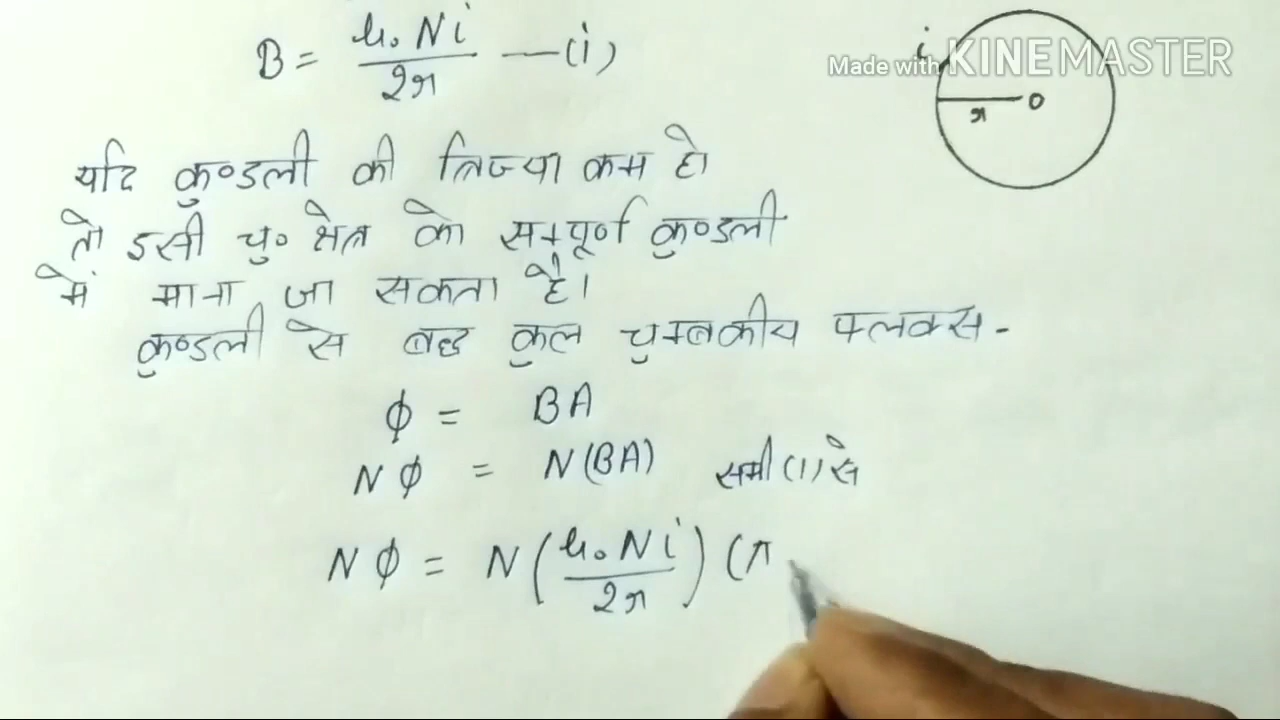 B = μ₀Ni / 2r —(i)
i
Made with KINEMASTER
r O
यदि कुण्डली की त्रिज्या कम हो
तो इसी चु॰ क्षेत्र को सम्पूर्ण कुण्डली
में माना जा सकता है।
कुण्डली से बद्ध कुल चुम्बकीय फ्लक्स -
ϕ = BA
Nϕ = N(BA) समी (1) से
Nϕ = N(μ₀Ni / 2r) (π